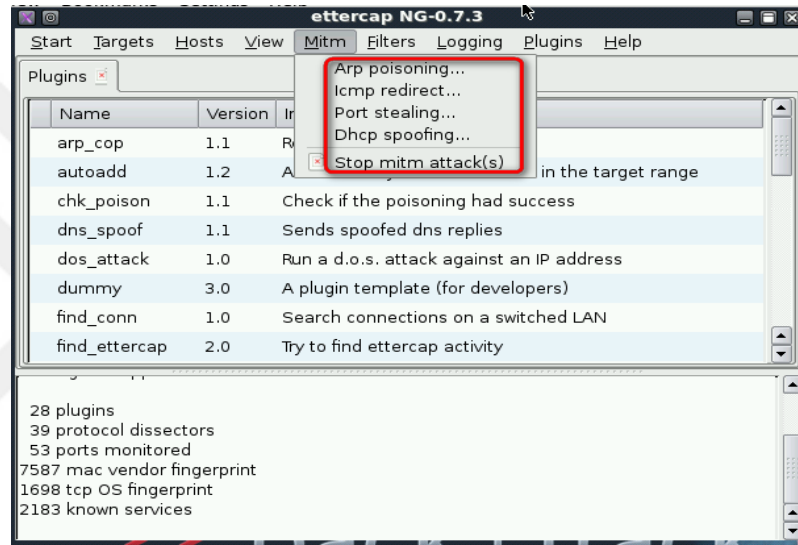 ettercap NG-0.7.3
Start Targets Hosts View Mitm Filters Logging Plugins Help
Plugins
Arp poisoning...
Icmp redirect...
Port stealing...
Dhcp spoofing...
Stop mitm attack(s)
Name Version
arp_cop 1.1
autoadd 1.2 in the target range
chk_poison 1.1 Check if the poisoning had success
dns_spoof 1.1 Sends spoofed dns replies
dos_attack 1.0 Run a d.o.s. attack against an IP address
dummy 3.0 A plugin template (for developers)
find_conn 1.0 Search connections on a switched LAN
find_ettercap 2.0 Try to find ettercap activity
28 plugins
39 protocol dissectors
53 ports monitored
7587 mac vendor fingerprint
1698 tcp OS fingerprint
2183 known services